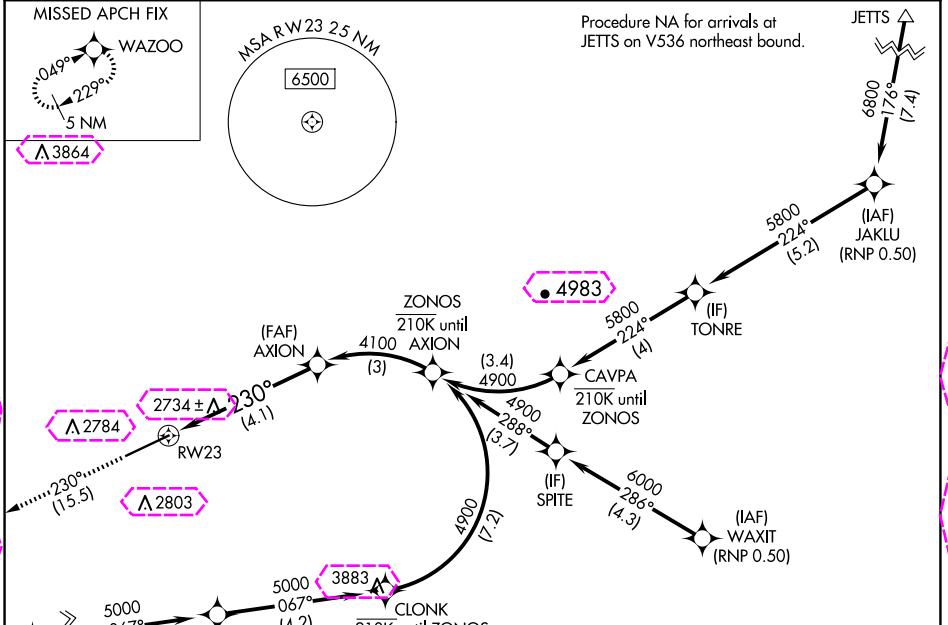 MISSED APCH FIX
WAZOO
049°
229°
5 NM
3864
MSA RW23 25 NM
6500
Procedure NA for arrivals at
JETTS on V536 northeast bound.
JETTS
6800
176°
(7.4)
(IAF)
JAKLU
(RNP 0.50)
5800
224°
(5.2)
(IF)
TONRE
4983
5800
224°
(4)
CAVPA
210K until
ZONOS
(3.4)
4900
ZONOS
210K until
AXION
4100
(3)
(FAF)
AXION
230°
(4.1)
2734 ±
2784
RW23
230°
(15.5)
2803
4900
288°
(3.7)
(IF)
SPITE
6000
286°
(4.3)
(IAF)
WAXIT
(RNP 0.50)
4900
(7.2)
3883
CLONK
210K until ZONOS
5000
067°
(4.2)
5000
067°